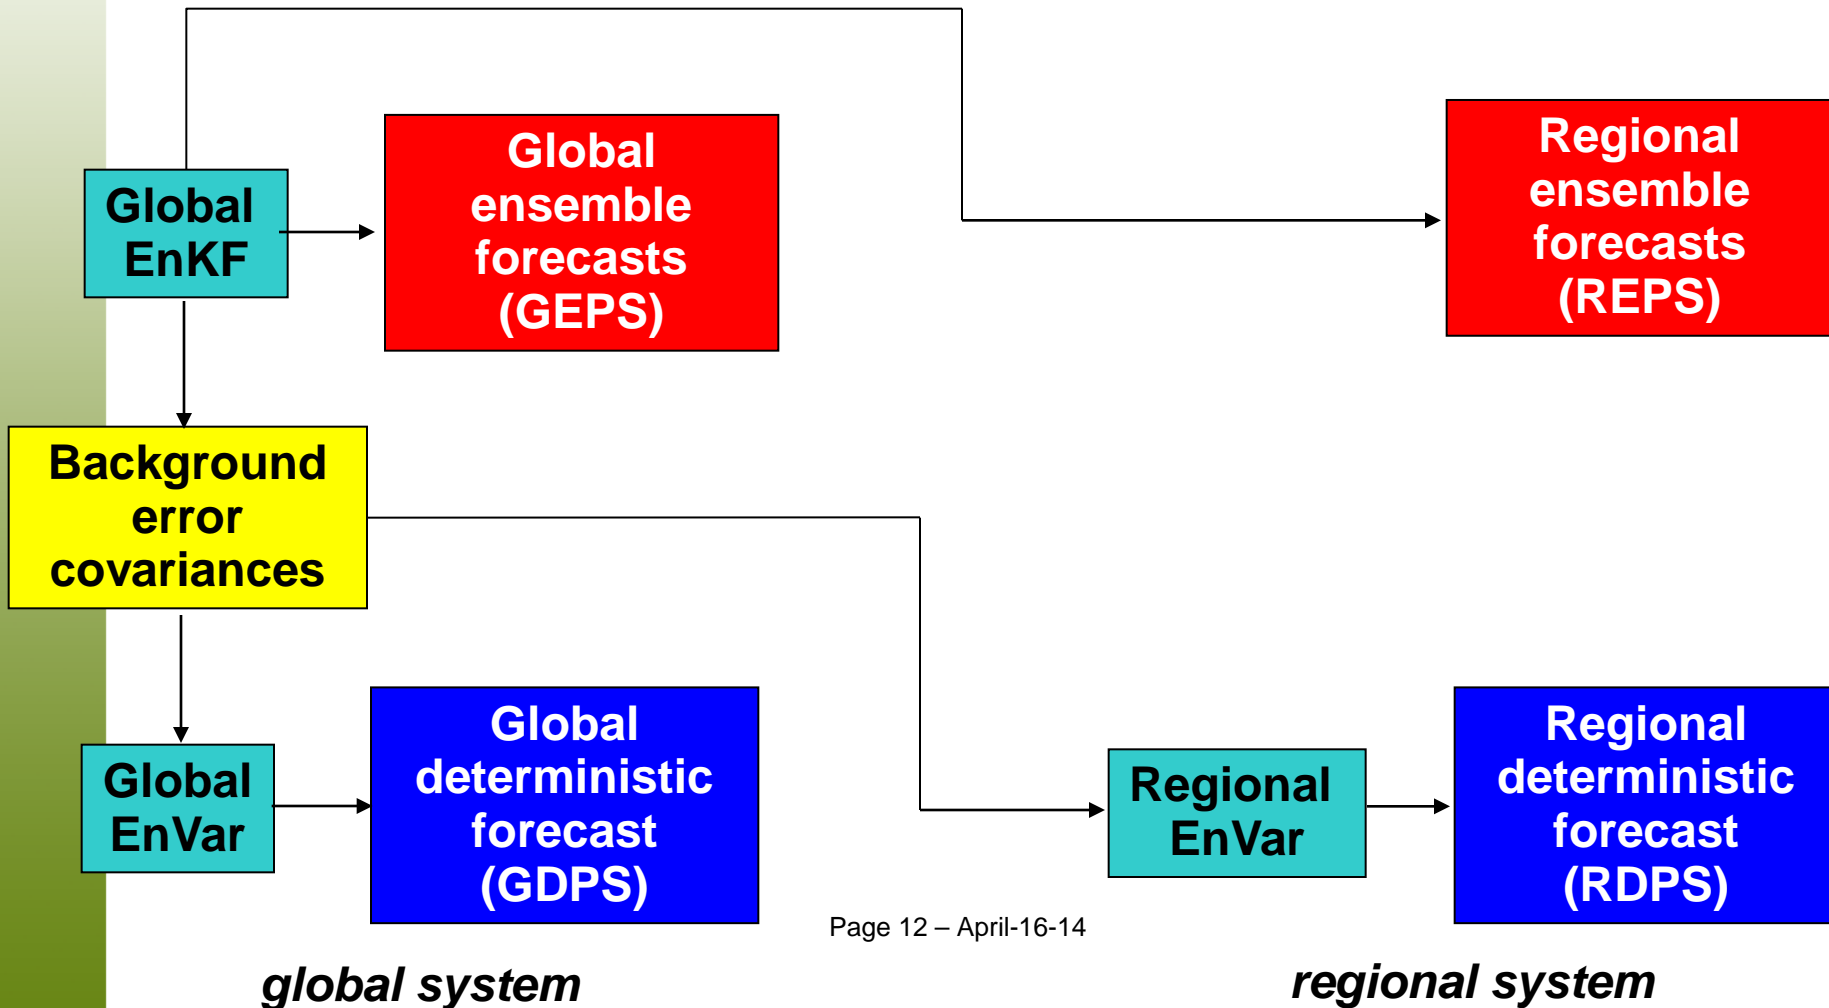 Global
EnKF
Global
ensemble
forecasts
(GEPS)
Regional
ensemble
forecasts
(REPS)
Background
error
covariances
Global
EnVar
Global
deterministic
forecast
(GDPS)
Regional
EnVar
Regional
deterministic
forecast
(RDPS)
Page 12 – April-16-14
global system
regional system